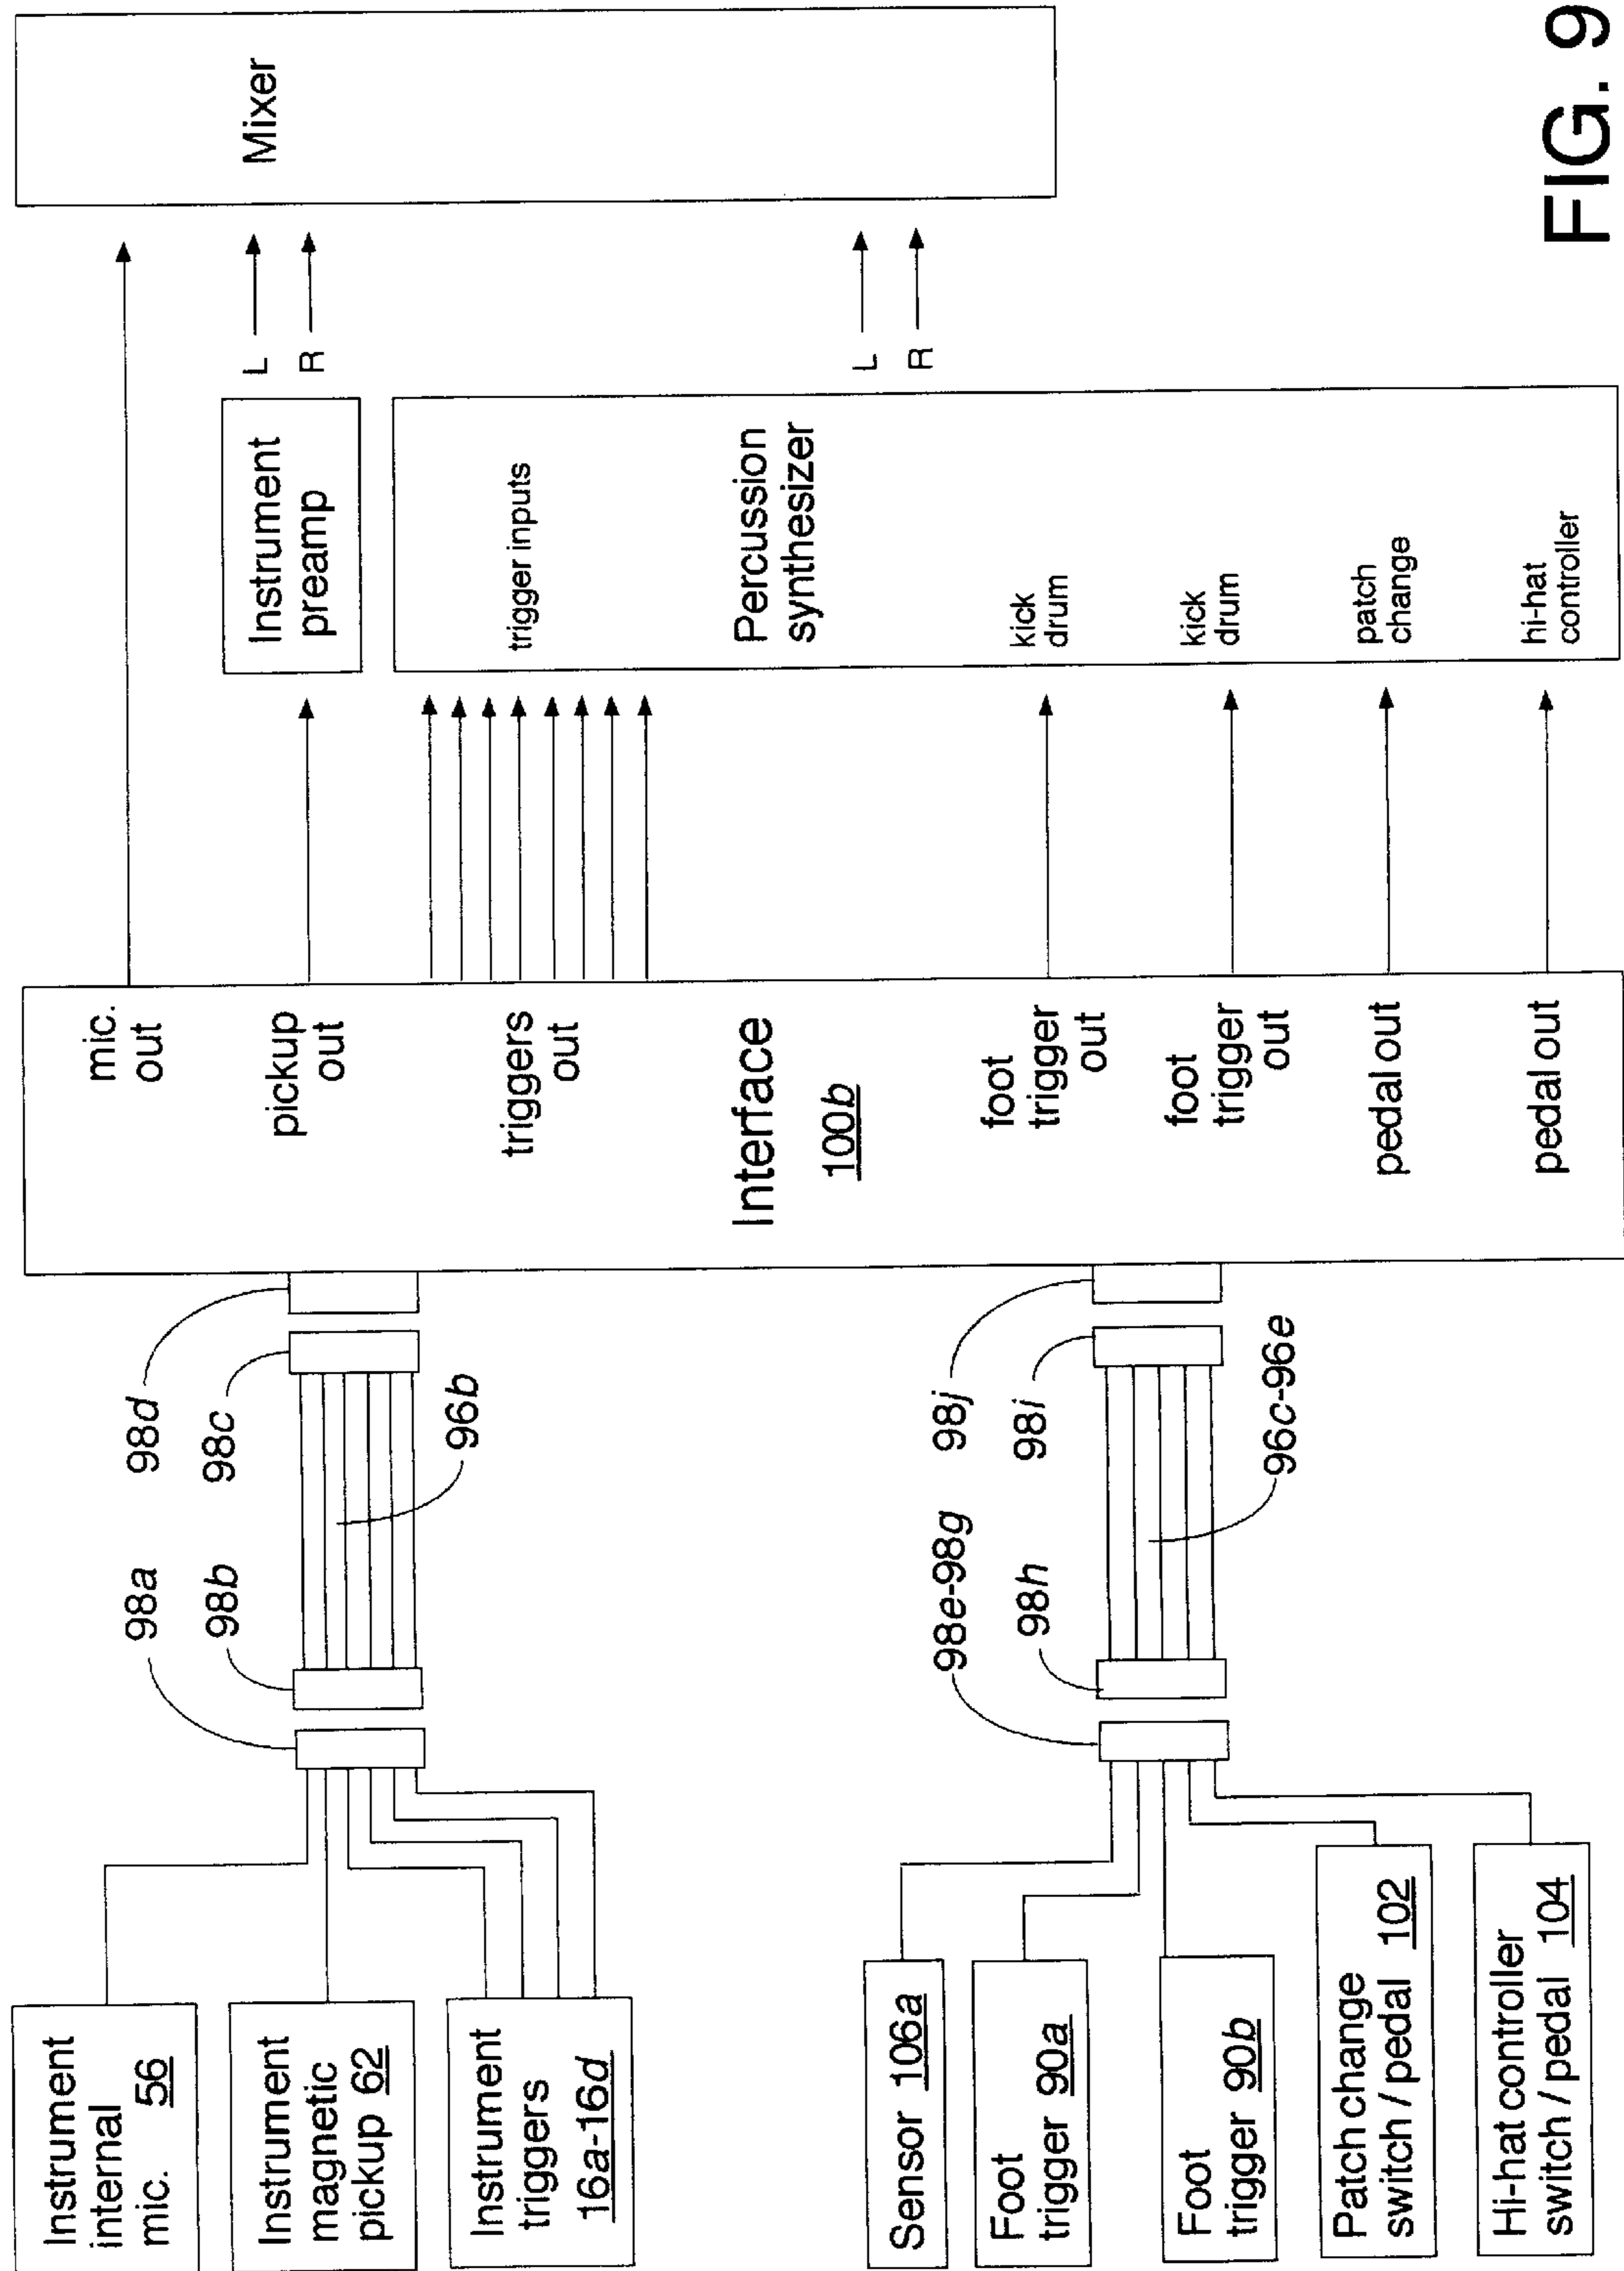 Instrument
internal
mic. 56
Instrument
magnetic
pickup 62
Instrument
triggers
16a-16d
Sensor 106a
Foot
trigger 90a
Foot
trigger 90b
Patch change
switch / pedal 102
Hi-hat controller
switch / pedal 104
98a
98b
98d
98c
96b
98e-98g
98h
98j
98i
96c-96e
mic.
out
pickup
out
triggers
out
Interface
100b
foot
trigger
out
foot
trigger
out
pedal out
pedal out
Instrument
preamp
trigger inputs
Percussion
synthesizer
kick
drum
kick
drum
patch
change
hi-hat
controller
L
R
L
R
Mixer
FIG. 9